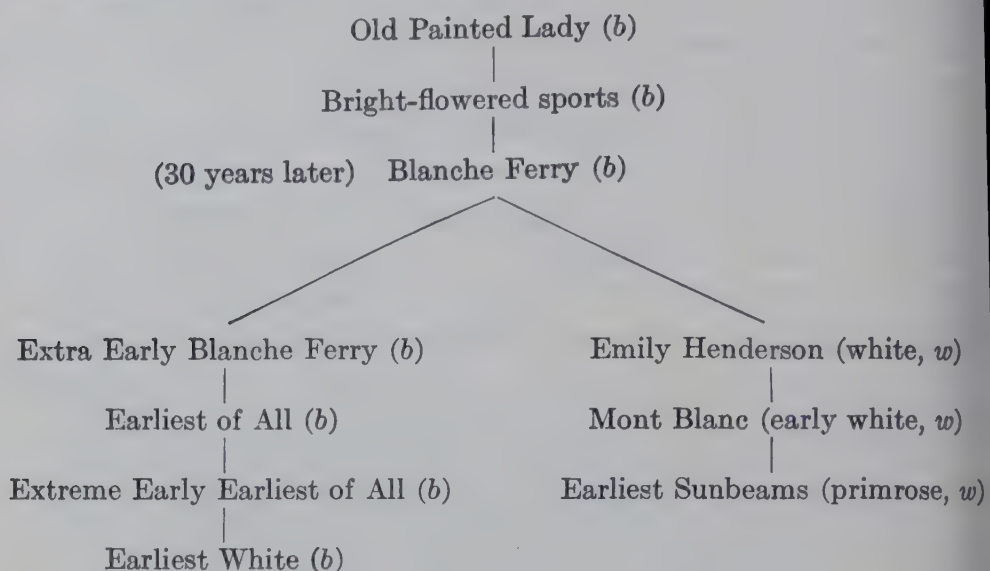 Old Painted Lady (b)
Bright-flowered sports (b)
(30 years later) Blanche Ferry (b)
Extra Early Blanche Ferry (b) Emily Henderson (white, w)
Earliest of All (b) Mont Blanc (early white, w)
Extreme Early Earliest of All (b) Earliest Sunbeams (primrose, w)
Earliest White (b)